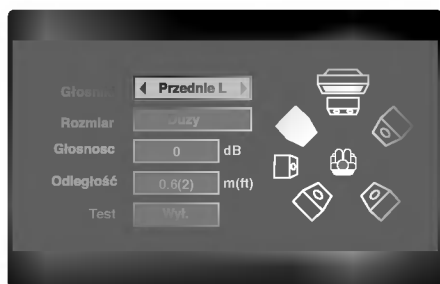 Głośnik Przednie L
Rozmiar Duży
Głosnosc 0 dB
Odległość 0.6(2) m(ft)
Test Wył.